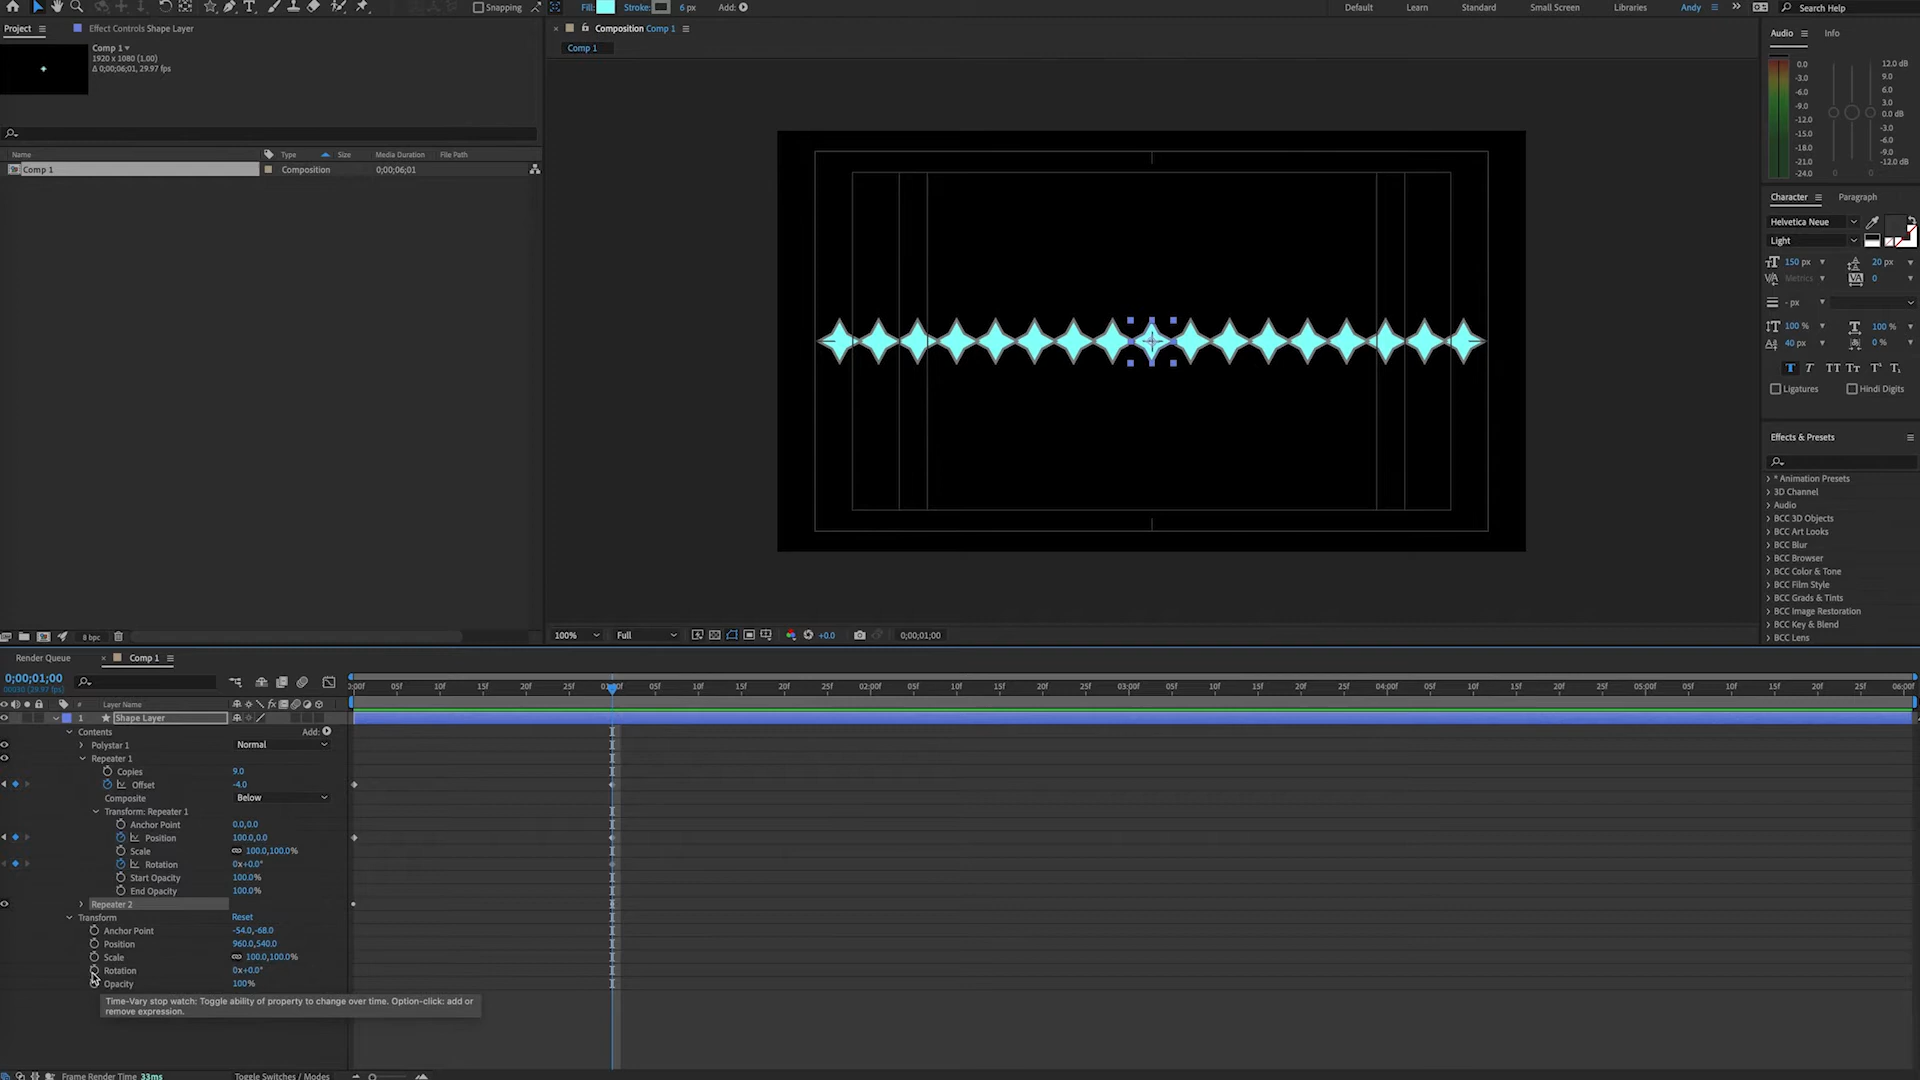 Snapping
Fill:
Stroke:
6 px
Add:
Default
Learn
Standard
Small Screen
Libraries
Andy
Search Help
Project
Effect Controls Shape Layer
Comp 1
1920 x 1080 (1.00)
Δ 0;00;06;01, 29.97 fps
Name
Type
Size
Media Duration
File Path
Comp 1
Composition
0;00;06;01
8 bpc
Composition Comp 1
Comp 1
100%
Full
+0.0
0;00;01;00
Audio
Info
0.0
-3.0
-6.0
-9.0
-12.0
-15.0
-18.0
-21.0
-24.0
12.0 dB
9.0
6.0
3.0
0.0 dB
-3.0
-6.0
-9.0
-12.0 dB
0
0
Character
Paragraph
Helvetica Neue
Light
150 px
20 px
Metrics
0
- px
100 %
100 %
40 px
0 %
T T TT Tr T¹ T₁
Ligatures
Hindi Digits
Effects & Presets
* Animation Presets
3D Channel
Audio
BCC 3D Objects
BCC Art Looks
BCC Blur
BCC Browser
BCC Color & Tone
BCC Film Style
BCC Grads & Tints
BCC Image Restoration
BCC Key & Blend
BCC Lens
Render Queue
Comp 1
0;00;01;00
00030 (29.97 fps)
:00f 05f 10f 15f 20f 25f 01:00f 05f 10f 15f 20f 25f 02:00f 05f 10f 15f 20f 25f 03:00f 05f 10f 15f 20f 25f 04:00f 05f 10f 15f 20f 25f 05:00f 05f 10f 15f 20f 25f 06:00f
# Layer Name
1 Shape Layer
Contents
Add:
Polystar 1
Normal
Repeater 1
Copies
9.0
Offset
-4.0
Composite
Below
Transform: Repeater 1
Anchor Point
0.0,0.0
Position
100.0,0.0
Scale
100.0,100.0%
Rotation
0x+0.0°
Start Opacity
100.0%
End Opacity
100.0%
Repeater 2
Transform
Reset
Anchor Point
-54.0,-68.0
Position
960.0,540.0
Scale
100.0,100.0%
Rotation
0x+0.0°
Opacity
100%
Time-Vary stop watch: Toggle ability of property to change over time. Option-click: add or
remove expression.
Frame Render Time 33ms
Toggle Switches / Modes